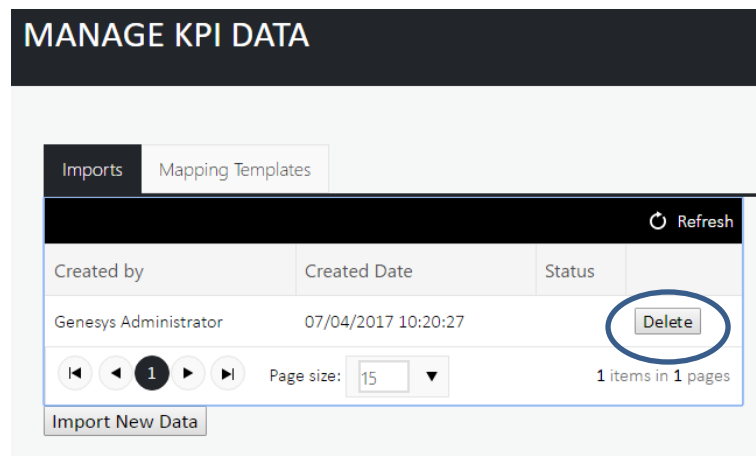 MANAGE KPI DATA
Imports Mapping Templates
Refresh
Created by Created Date Status
Genesys Administrator 07/04/2017 10:20:27 Delete
1 Page size: 15 1 items in 1 pages
Import New Data